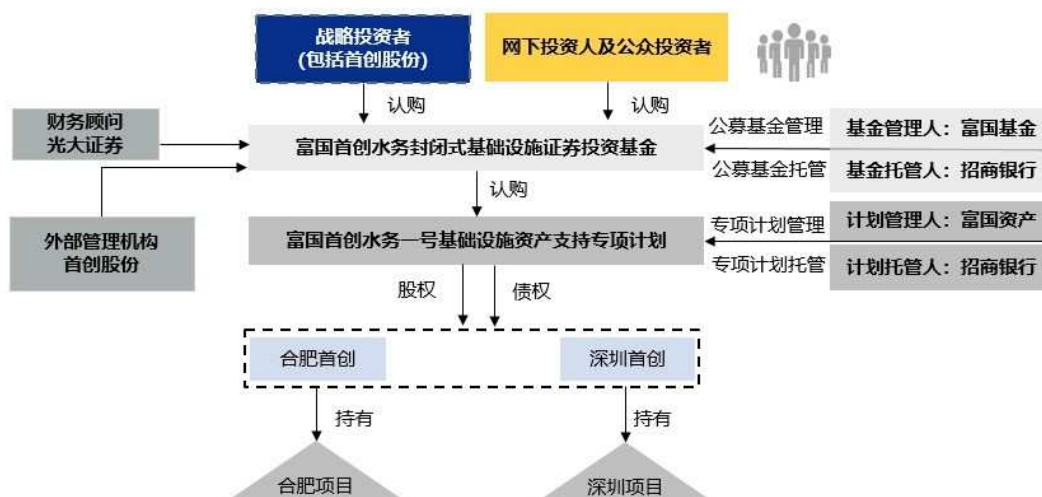 战略投资者
(包括首创股份)
网下投资人及公众投资者
认购
认购
财务顾问
光大证券
富国首创水务封闭式基础设施证券投资基金
公募基金管理
基金管理人：富国基金
公募基金托管
基金托管人：招商银行
认购
外部管理机构
首创股份
富国首创水务一号基础设施资产支持专项计划
专项计划管理
计划管理人：富国资产
专项计划托管
计划托管人：招商银行
股权
债权
合肥首创
深圳首创
持有
持有
合肥项目
深圳项目